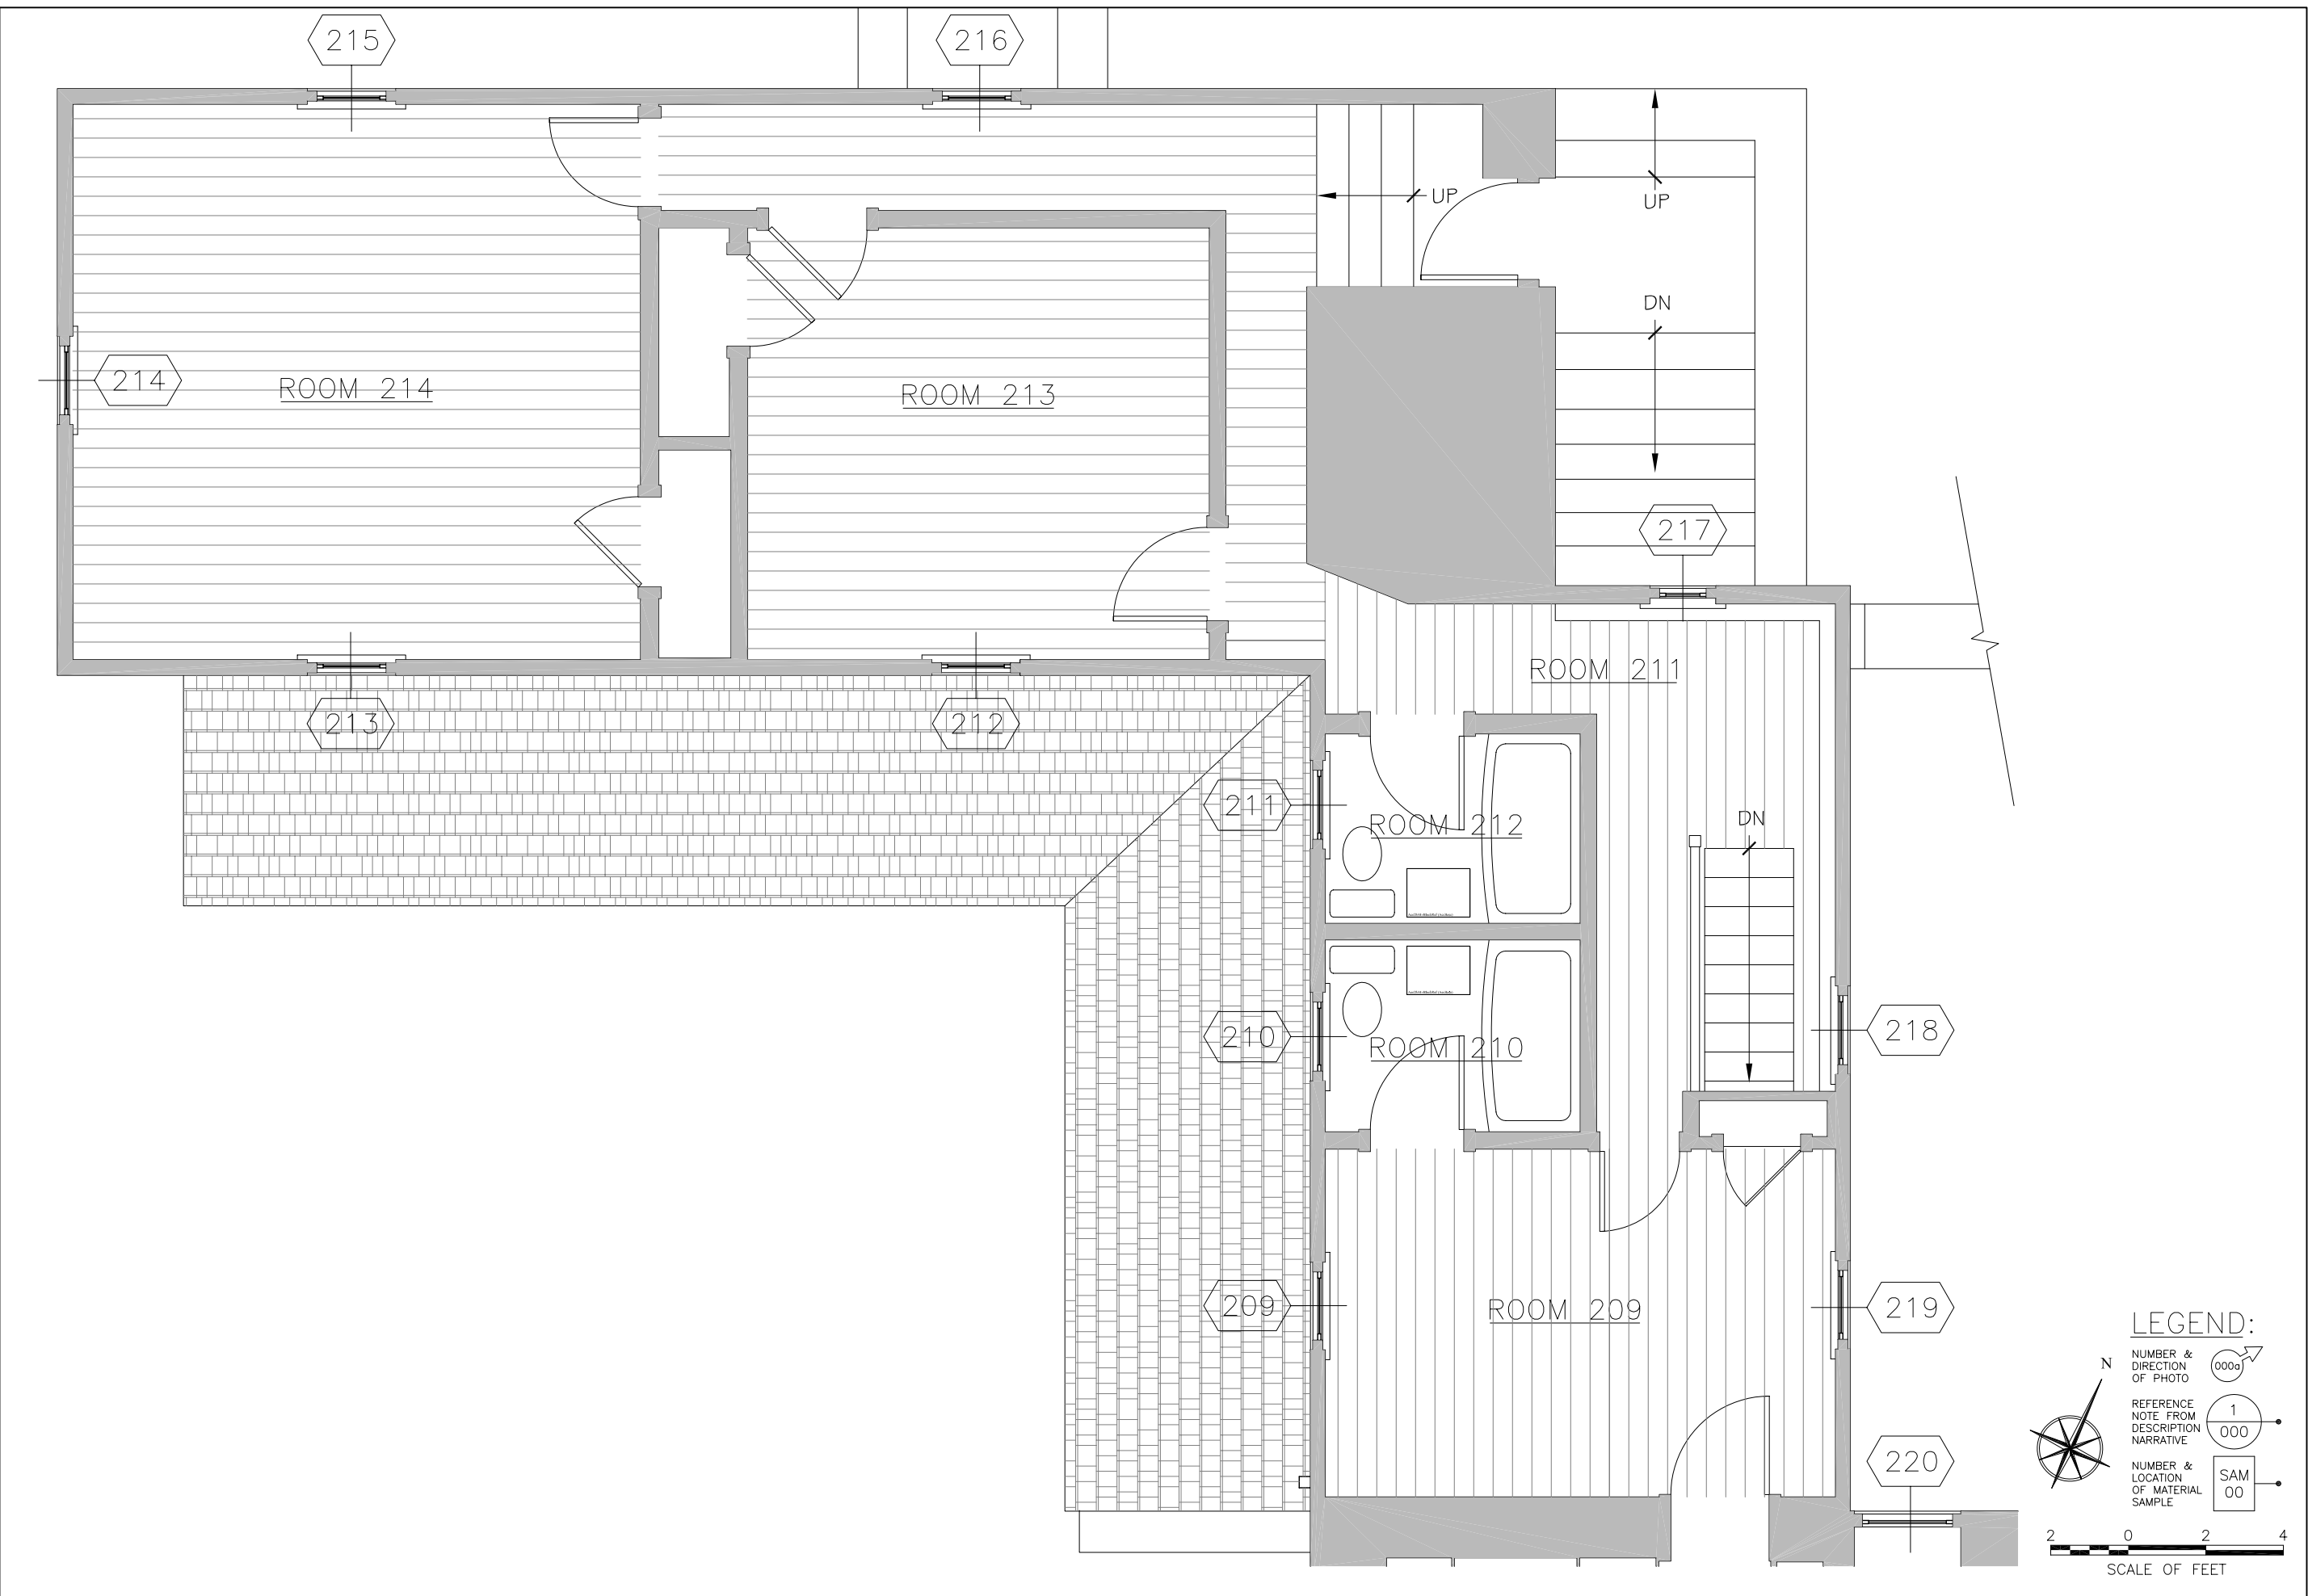 215
216
UP
UP
DN
214
ROOM 214
ROOM 213
217
ROOM 211
213
212
211
ROOM 212
DN
210
ROOM 210
218
209
ROOM 209
219
LEGEND:
N
NUMBER &
DIRECTION
OF PHOTO
000a
REFERENCE
NOTE FROM
DESCRIPTION
NARRATIVE
1
000
220
NUMBER &
LOCATION
OF MATERIAL
SAMPLE
SAM
00
2 0 2 4
SCALE OF FEET